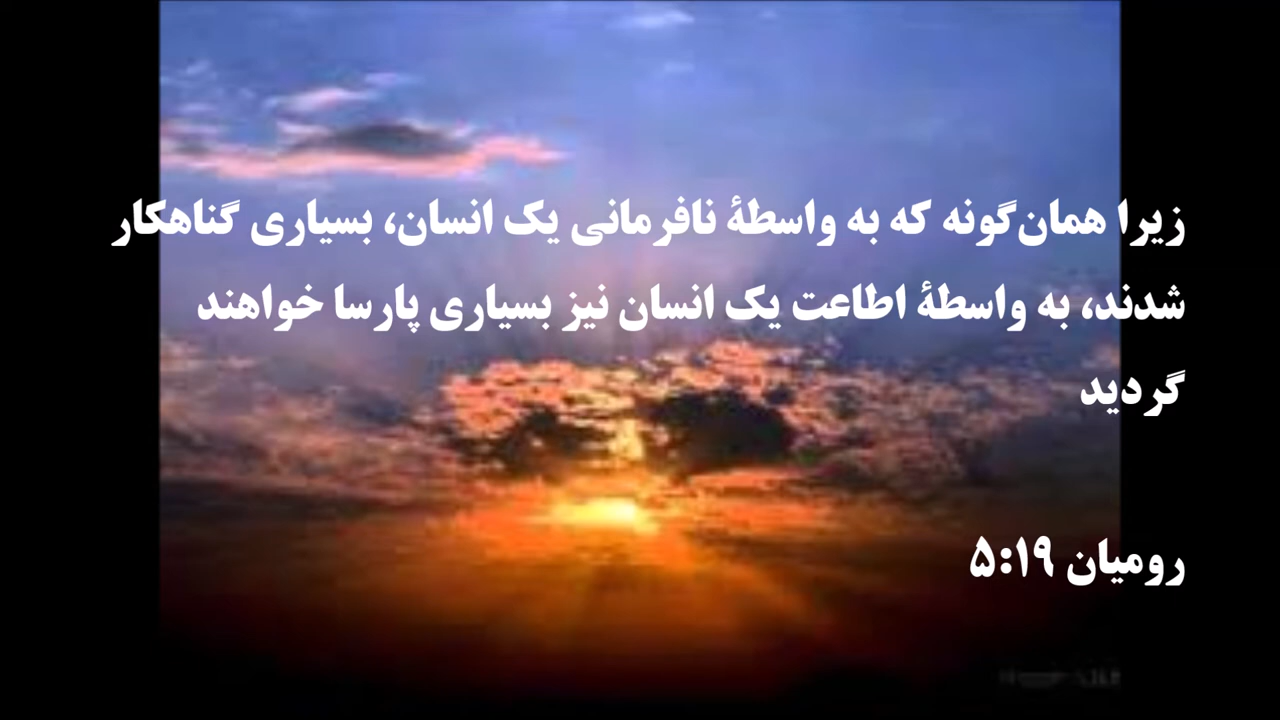 زیرا همان‌گونه که به واسطهٔ نافرمانی یک انسان، بسیاری گناهکار
شدند، به واسطهٔ اطاعت یک انسان نیز بسیاری پارسا خواهند
گردید
رومیان ۵:۱۹